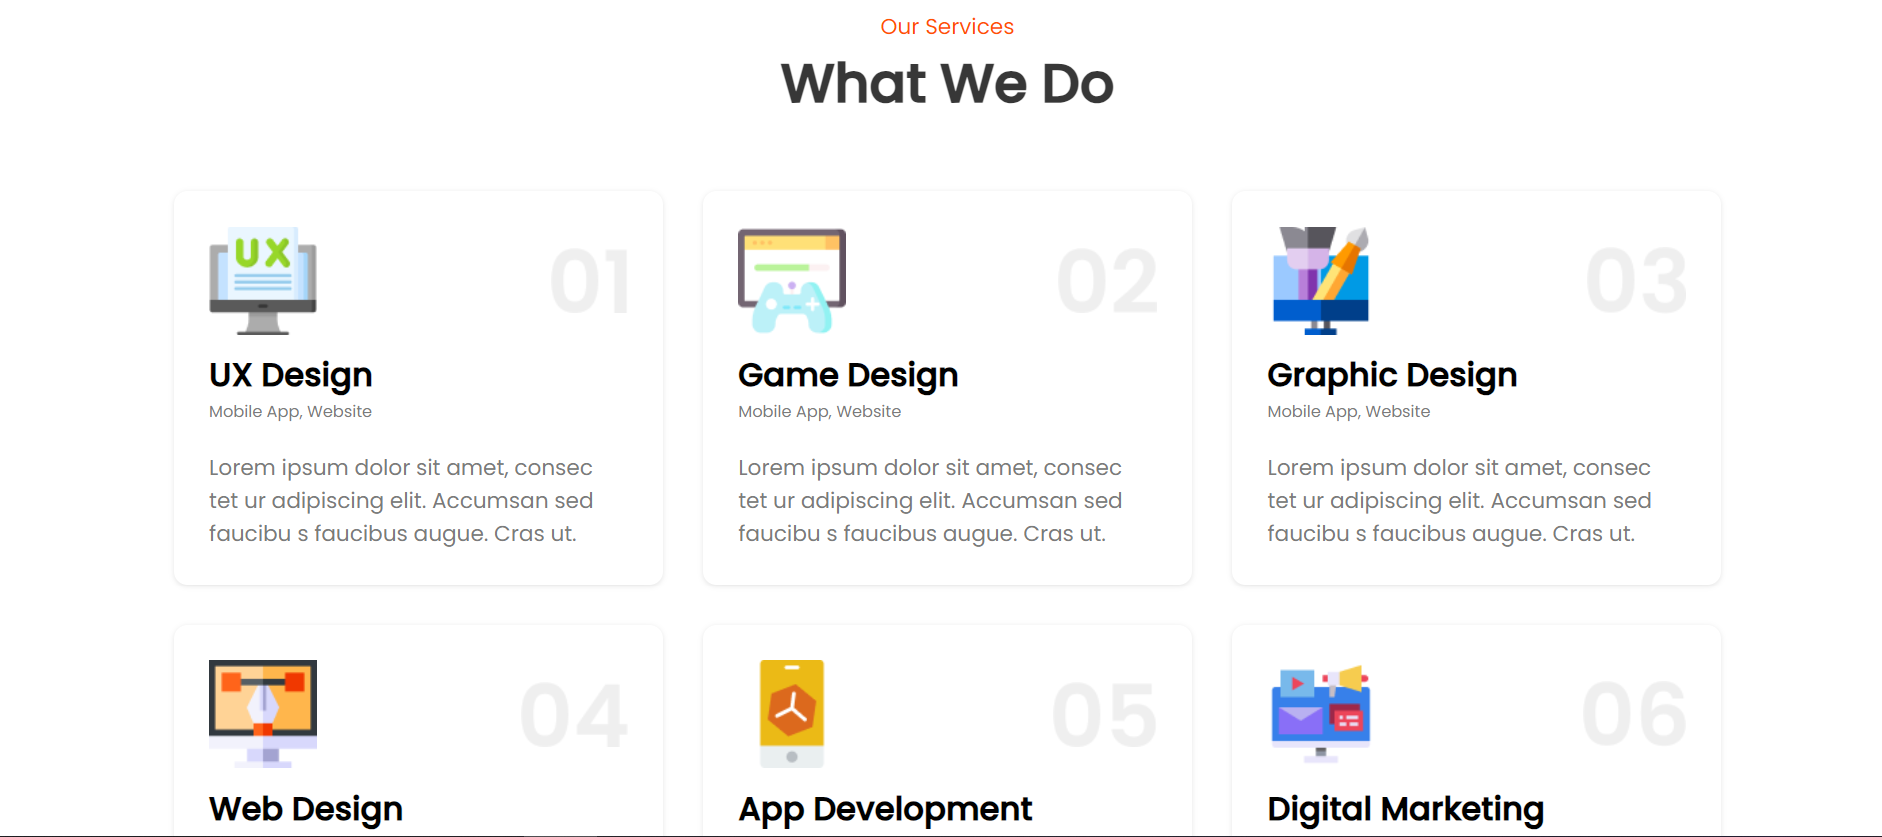 Our Services
What We Do
UX
01
UX Design
Mobile App, Website
Lorem ipsum dolor sit amet, consec
tet ur adipiscing elit. Accumsan sed
faucibu s faucibus augue. Cras ut.
02
Game Design
Mobile App, Website
Lorem ipsum dolor sit amet, consec
tet ur adipiscing elit. Accumsan sed
faucibu s faucibus augue. Cras ut.
03
Graphic Design
Mobile App, Website
Lorem ipsum dolor sit amet, consec
tet ur adipiscing elit. Accumsan sed
faucibu s faucibus augue. Cras ut.
04
Web Design
05
App Development
06
Digital Marketing